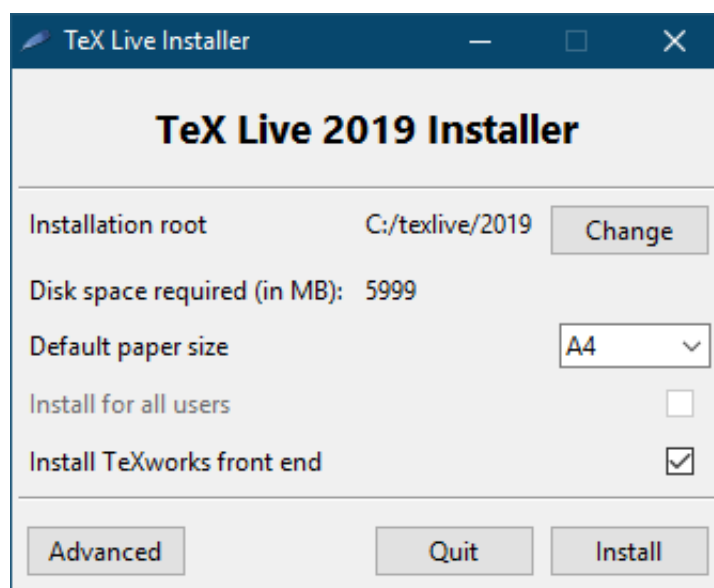 TeX Live Installer
TeX Live 2019 Installer
Installation root C:/texlive/2019 Change
Disk space required (in MB): 5999
Default paper size A4
Install for all users
Install TeXworks front end
Advanced Quit Install